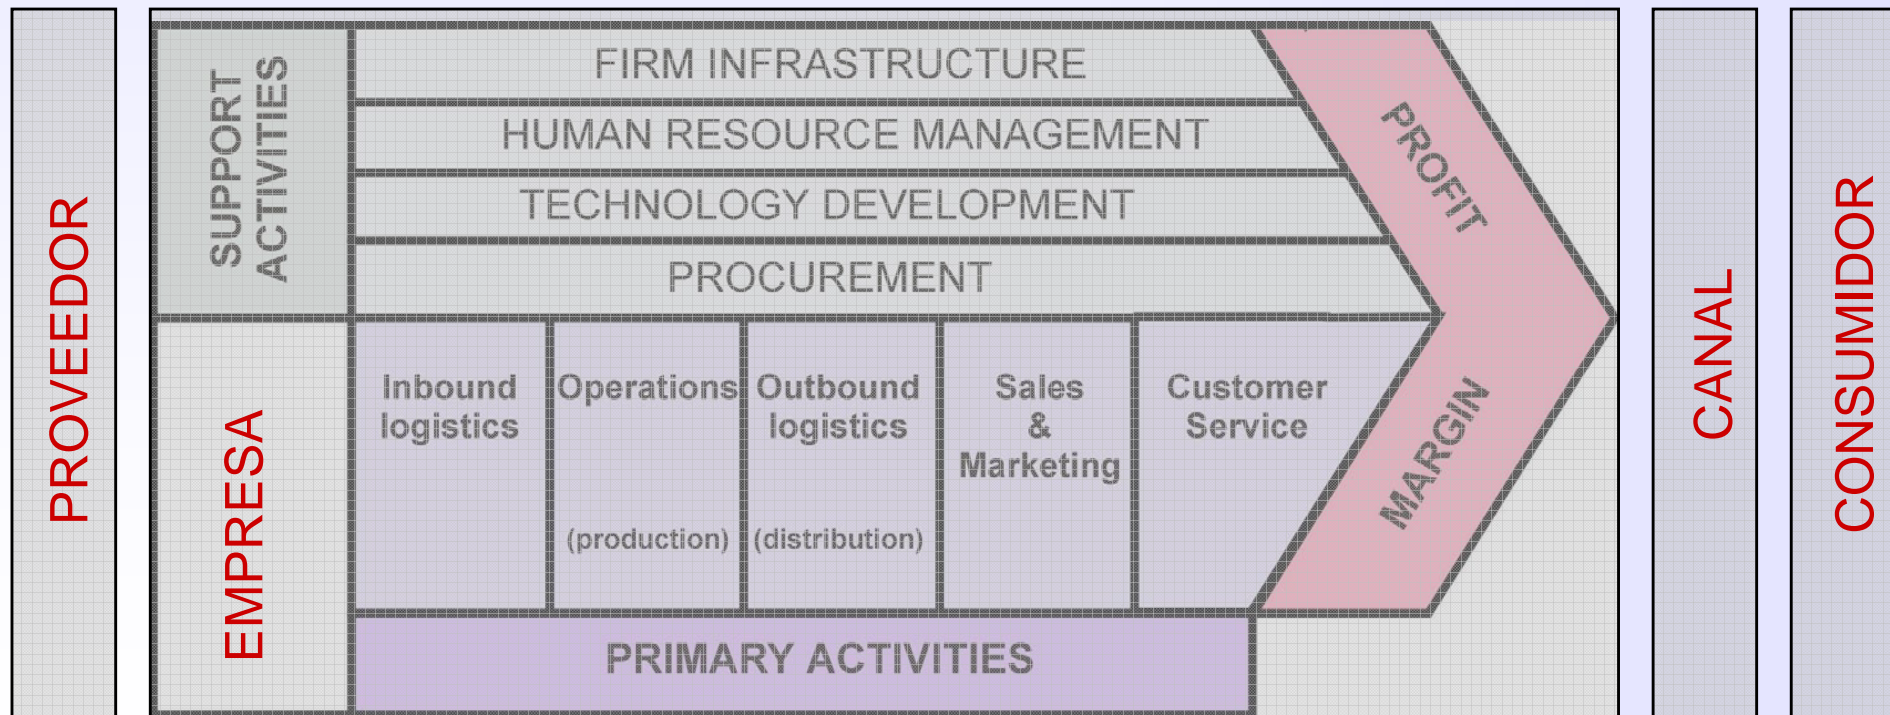 PROVEEDOR
SUPPORT
ACTIVITIES
FIRM INFRASTRUCTURE
HUMAN RESOURCE MANAGEMENT
TECHNOLOGY DEVELOPMENT
PROCUREMENT
EMPRESA
Inbound
logistics
Operations
(production)
Outbound
logistics
(distribution)
Sales
&
Marketing
Customer
Service
PRIMARY ACTIVITIES
PROFIT
MARGIN
CANAL
CONSUMIDOR